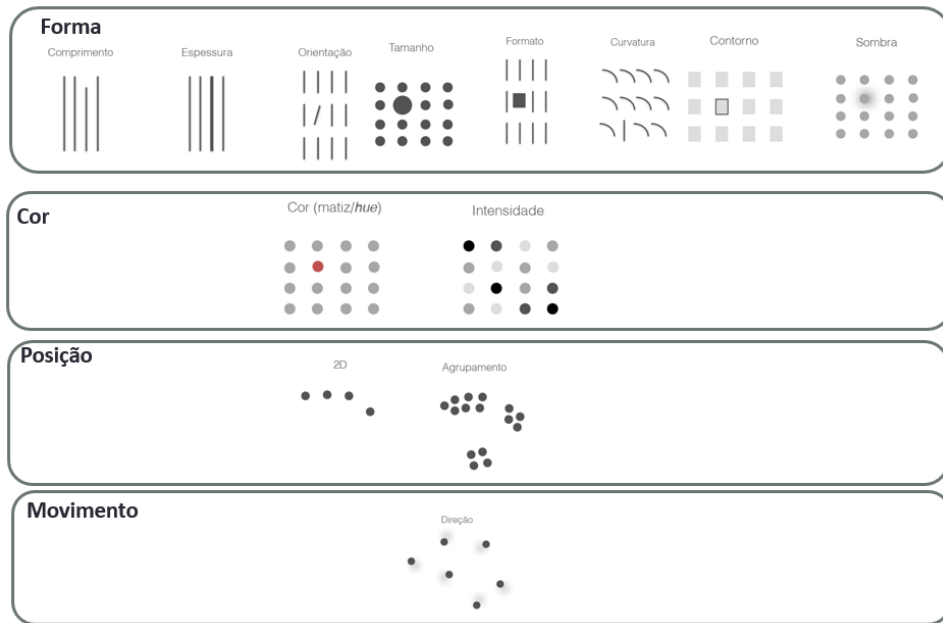 Forma
Comprimento
Espessura
Orientação
Tamanho
Formato
Curvatura
Contorno
Sombra
Cor
Cor (matiz/hue)
Intensidade
Posição
2D
Agrupamento
Movimento
Direção